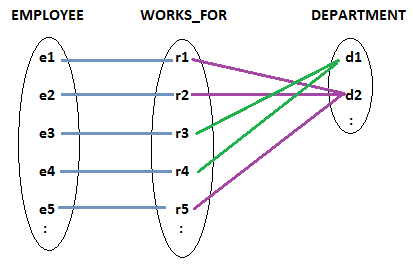 EMPLOYEE WORKS_FOR DEPARTMENT
e1 r1 d1
e2 r2 d2
e3 r3 :
e4 r4
e5 r5
: :